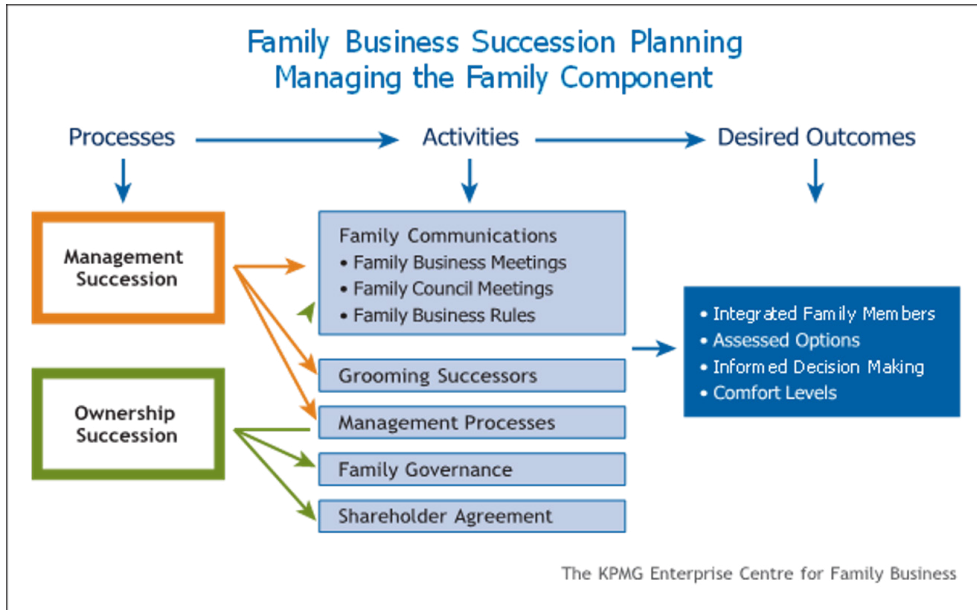 Family Business Succession Planning
Managing the Family Component
Processes
Activities
Desired Outcomes
Management
Succession
Ownership
Succession
Family Communications
• Family Business Meetings
• Family Council Meetings
• Family Business Rules
Grooming Successors
Management Processes
Family Governance
Shareholder Agreement
• Integrated Family Members
• Assessed Options
• Informed Decision Making
• Comfort Levels
The KPMG Enterprise Centre for Family Business